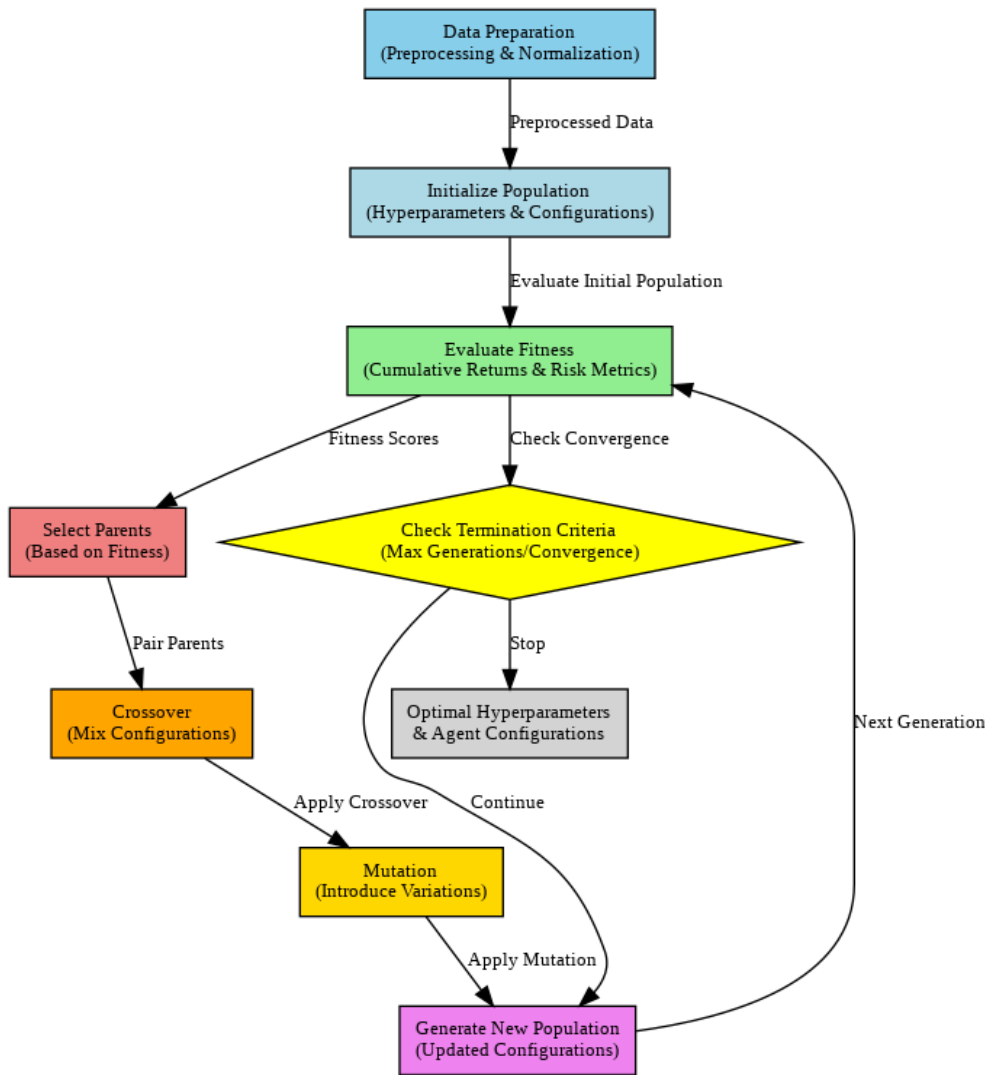 Data Preparation
(Preprocessing & Normalization)
Preprocessed Data
Initialize Population
(Hyperparameters & Configurations)
Evaluate Initial Population
Evaluate Fitness
(Cumulative Returns & Risk Metrics)
Fitness Scores
Check Convergence
Select Parents
(Based on Fitness)
Check Termination Criteria
(Max Generations/Convergence)
Pair Parents
Stop
Crossover
(Mix Configurations)
Optimal Hyperparameters
& Agent Configurations
Next Generation
Apply Crossover
Continue
Mutation
(Introduce Variations)
Apply Mutation
Generate New Population
(Updated Configurations)